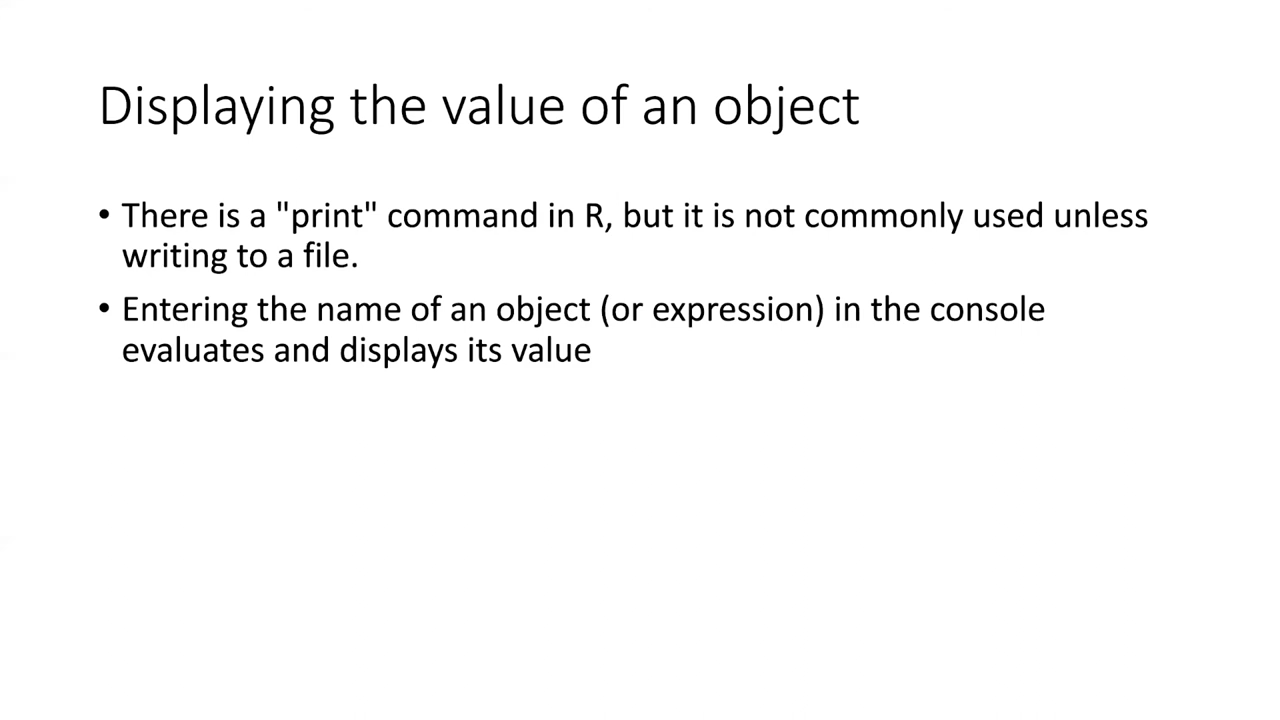 Displaying the value of an object
• There is a "print" command in R, but it is not commonly used unless
writing to a file.
• Entering the name of an object (or expression) in the console
evaluates and displays its value